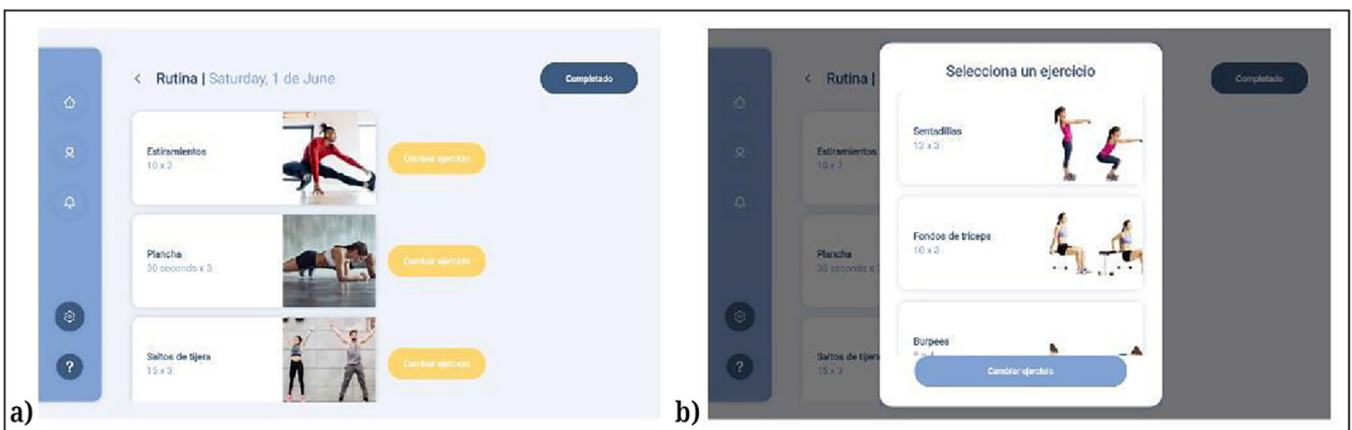 Rutina | Saturday, 1 de June
Completado
Estiramientos
10 x 2
Cambiar ejercicio
Plancha
30 seconds x 3
Cambiar ejercicio
Saltos de tijera
15 x 3
Cambiar ejercicio
?
a)
Rutina |
Completado
Estiramientos
10 x 2
Plancha
30 seconds x
Saltos de tijera
15 x 3
?
Selecciona un ejercicio
Sentadillas
12 x 3
Fondos de tríceps
10 x 3
Burpees
Cambiar ejercicio
b)